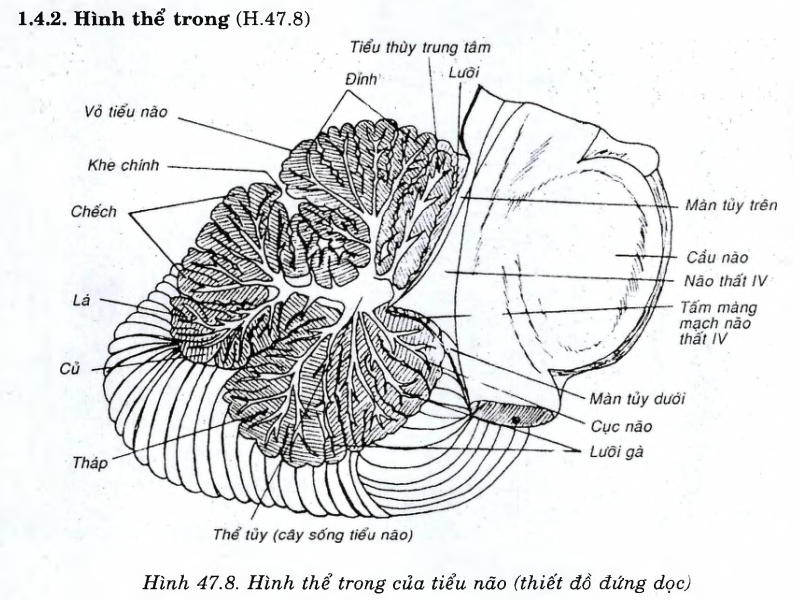 1.4.2. Hình thể trong (H.47.8)
Tiểu thùy trung tâm
Lưỡi
Đỉnh
Vỏ tiểu não
Khe chính
Chếch
Lá
Củ
Tháp
Thể tủy (cây sống tiểu não)
Màn tủy trên
Cầu não
Não thất IV
Tấm màng
mạch não
thất IV
Màn tủy dưới
Cục não
Lưỡi gà
Hình 47.8. Hình thể trong của tiểu não (thiết đồ đứng dọc)